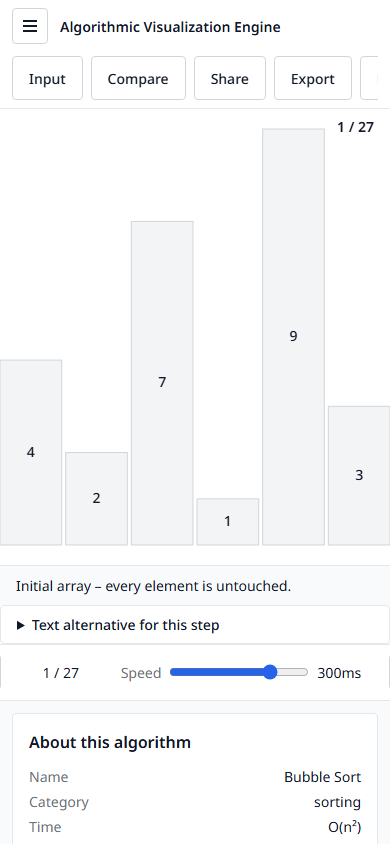 Algorithmic Visualization Engine
Input Compare Share Export
1 / 27
4 2 7 1 9 3
Initial array – every element is untouched.
Text alternative for this step
1 / 27 Speed 300ms
About this algorithm
Name Bubble Sort
Category sorting
Time O(n²)